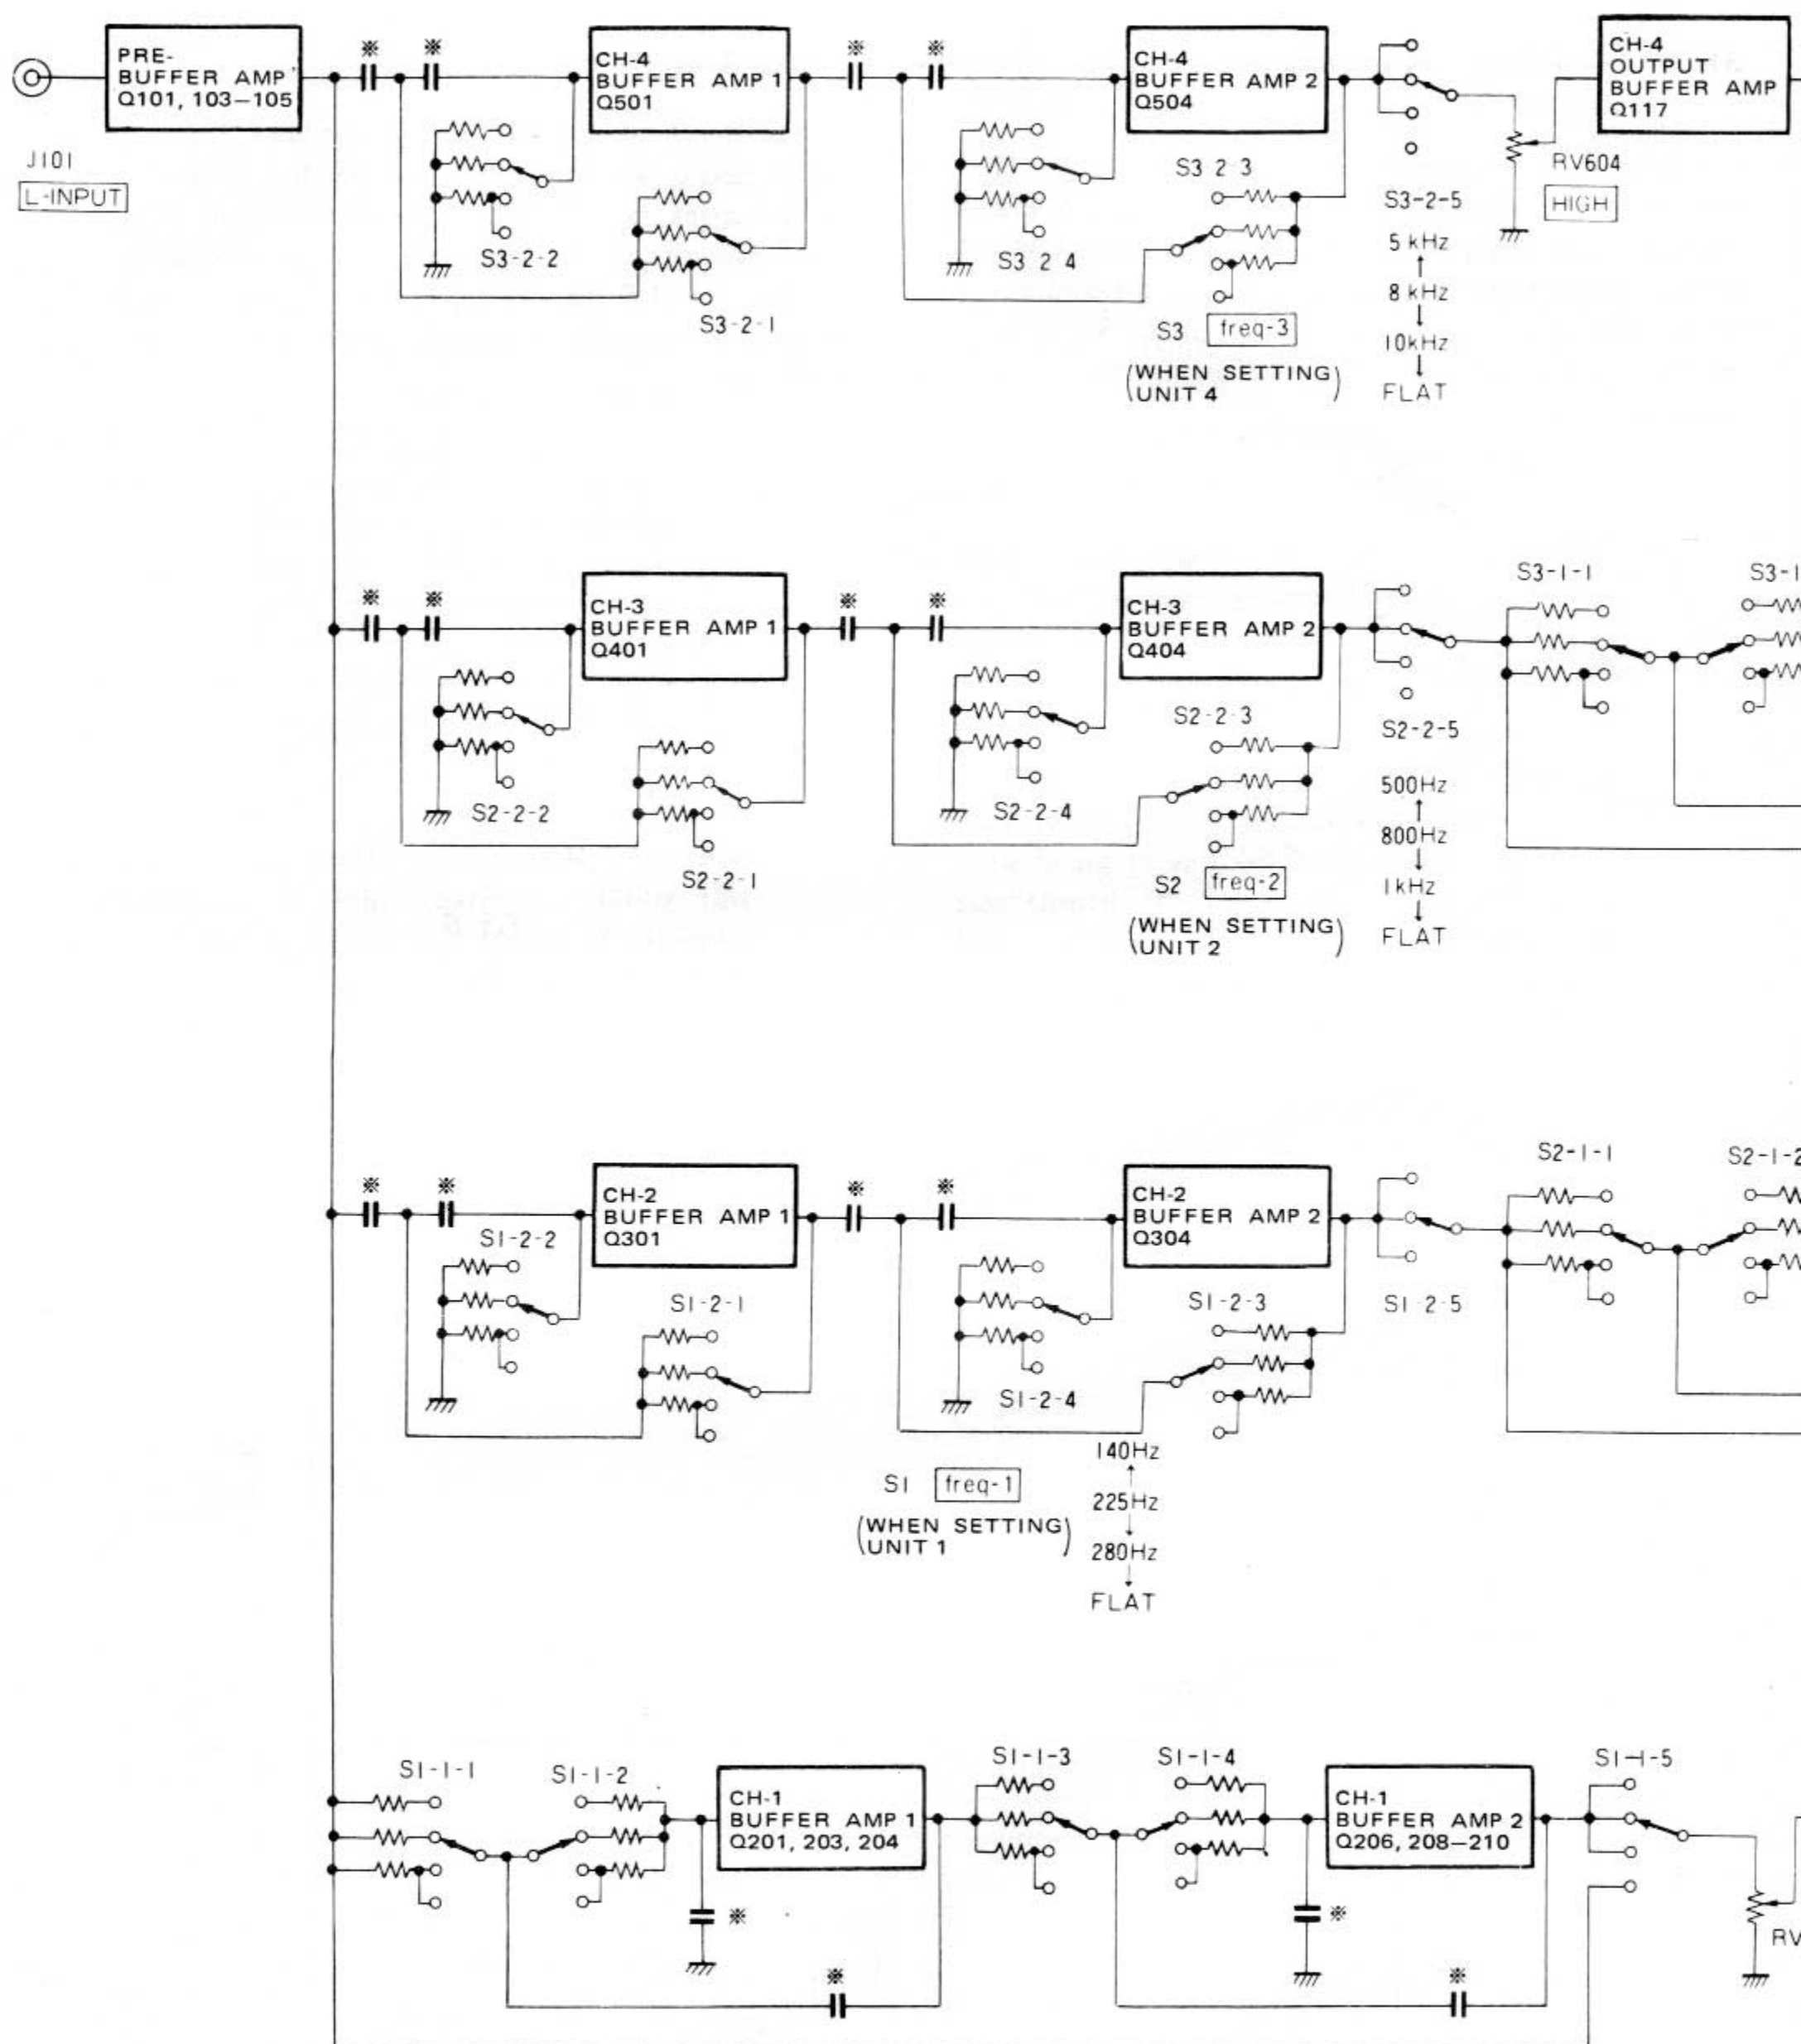 PRE-
BUFFER AMP
Q101, 103–105
J101
L-INPUT
※
※
CH-4
BUFFER AMP 1
Q501
※
※
CH-4
BUFFER AMP 2
Q504
CH-4
OUTPUT
BUFFER AMP
Q117
RV604
HIGH
S3-2-2
S3-2-1
S3 2 4
S3 2 3
S3-2-5
5 kHz
8 kHz
10kHz
FLAT
S3 freq-3
(WHEN SETTING
UNIT 4)
※
※
CH-3
BUFFER AMP 1
Q401
※
※
CH-3
BUFFER AMP 2
Q404
S3-1-1
S3-1
S2-2-2
S2-2-1
S2-2-4
S2-2-3
S2-2-5
500Hz
800Hz
1kHz
FLAT
S2 freq-2
(WHEN SETTING
UNIT 2)
※
※
CH-2
BUFFER AMP 1
Q301
※
※
CH-2
BUFFER AMP 2
Q304
S2-1-1
S2-1-2
S1-2-2
S1-2-1
S1-2-4
S1-2-3
S1-2-5
140Hz
225Hz
280Hz
FLAT
S1 freq-1
(WHEN SETTING
UNIT 1)
S1-1-1
S1-1-2
CH-1
BUFFER AMP 1
Q201, 203, 204
S1-1-3
S1-1-4
CH-1
BUFFER AMP 2
Q206, 208–210
S1-1-5
※
※
※
※
RV